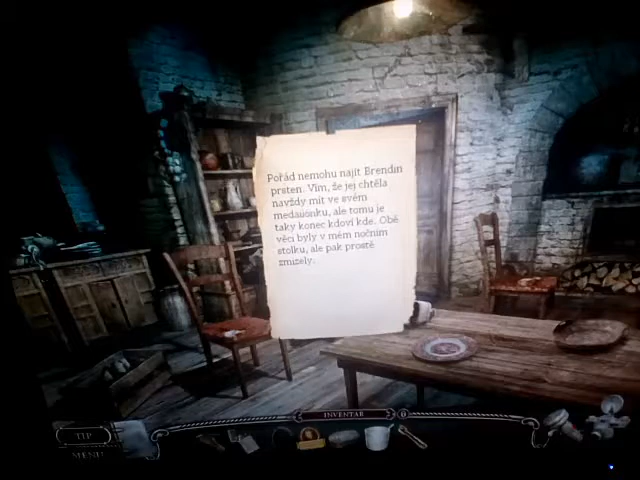 Pořád nemohu najít Brendin
prsten. Vím, že jej chtěla
navždy mít ve svém
medailonku, ale tomu je
taky konec kdoví kde. Obě
věci byly v mém nočním
stolku, ale pak prostě
zmizely.
INVENTÁŘ
TIP
MENU